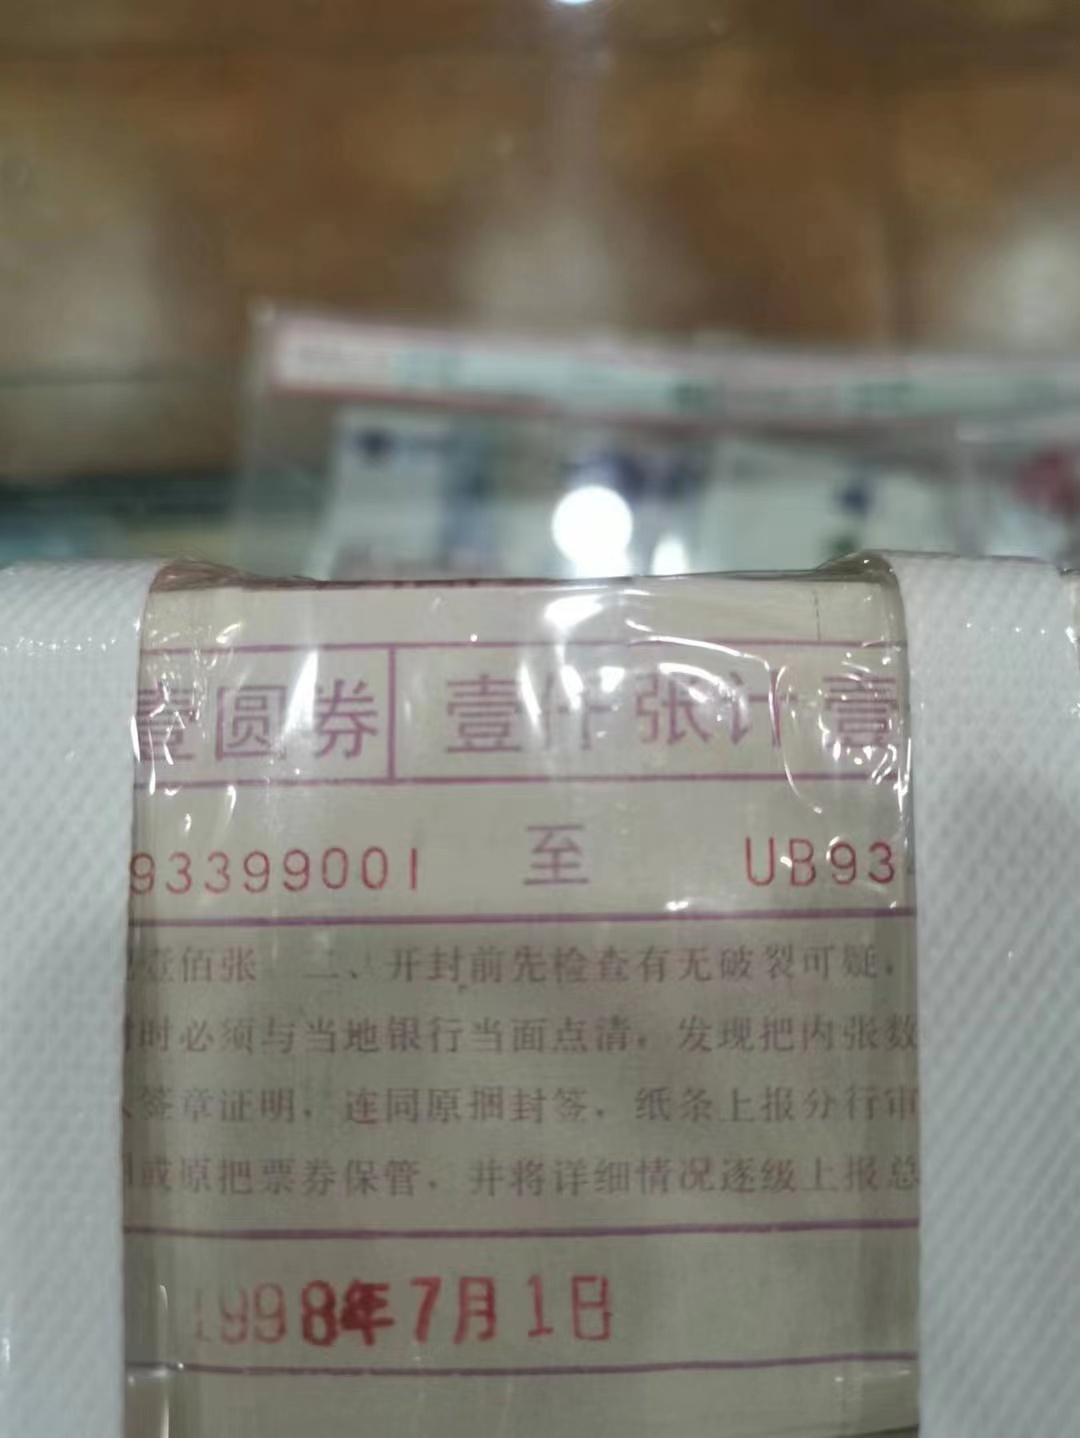 壹圆券 壹仟张计壹
93399001 至 UB93
壹佰张 二、开封前先检查有无破裂可疑，
时必须与当地银行当面点清。发现把内张数
签章证明，连同原捆封签，纸条上报分行审
或原把票券保管，并将详细情况逐级上报总
1998年7月1日